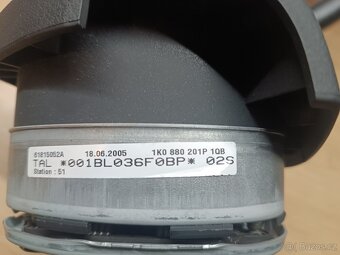 61815052A 18.06.2005 1K0 880 201P 1QB
TAL *001BL036F0BP* 02S
Station : 51